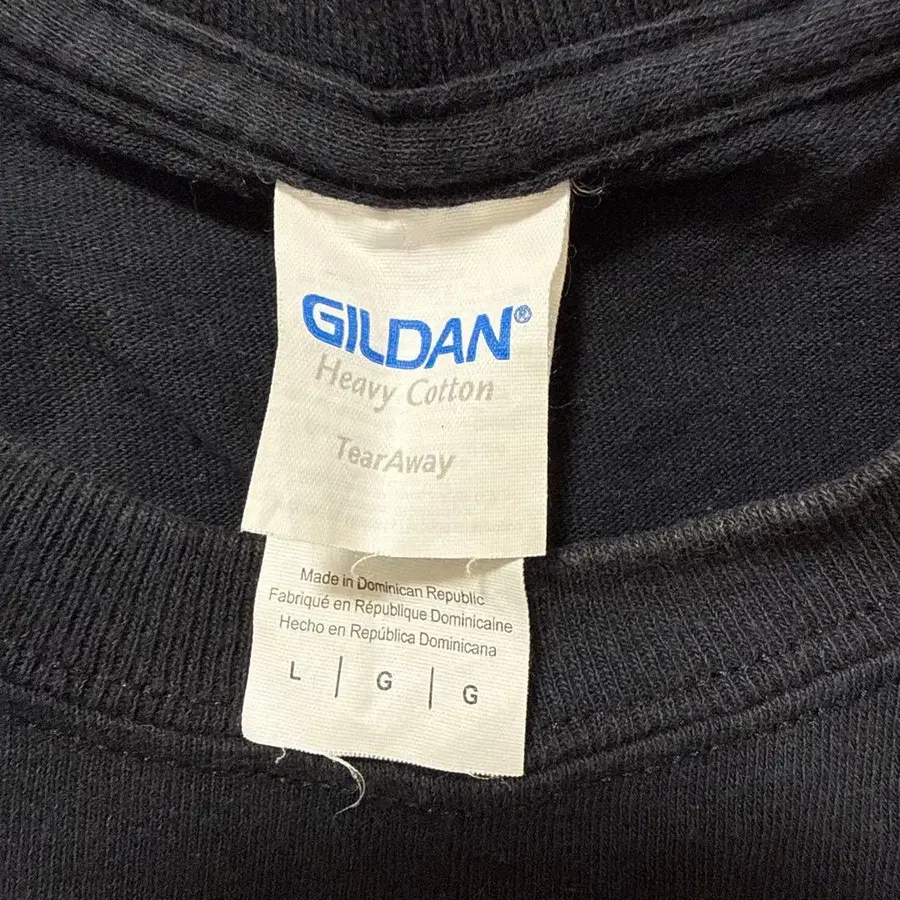 GILDAN®
Heavy Cotton
TearAway
Made in Dominican Republic
Fabriqué en République Dominicaine
Hecho en República Dominicana
L | G | G